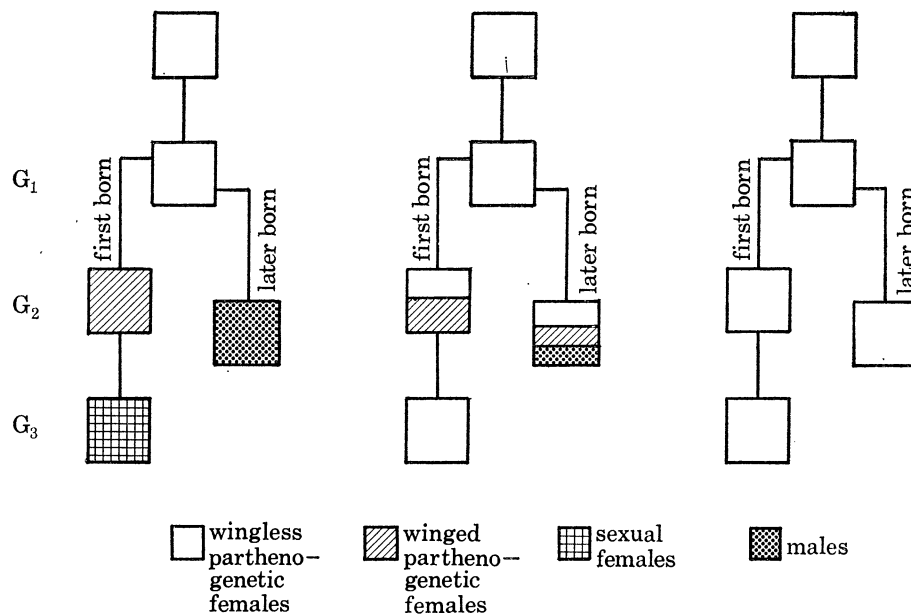 G₁
first born
later born
first born
later born
first born
later born
G₂
G₃
wingless
partheno-
genetic
females
winged
partheno-
genetic
females
sexual
females
males